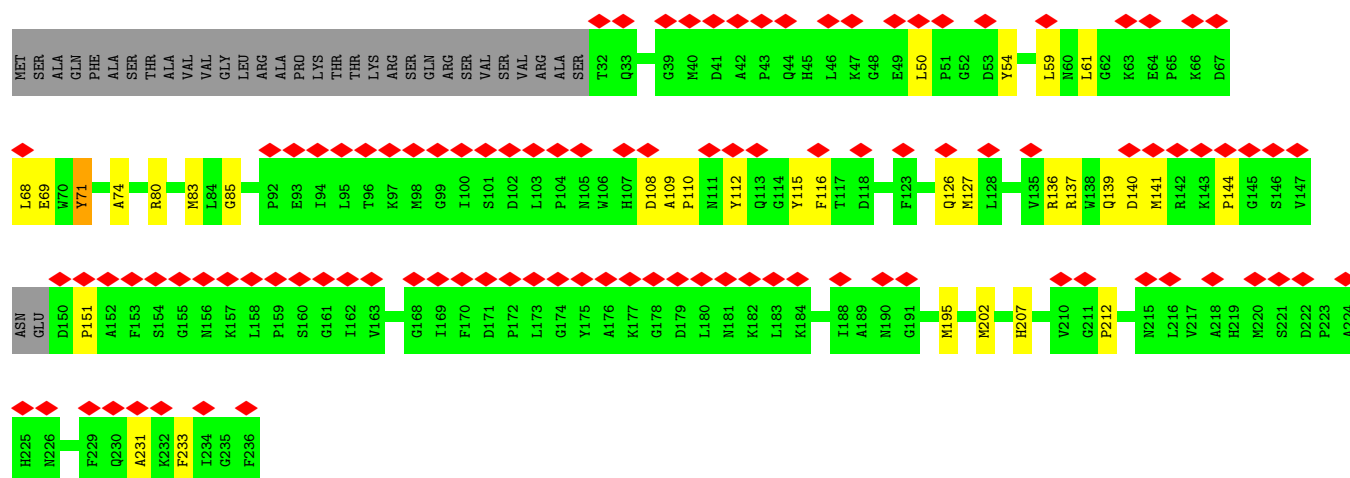 MET SER ALA GLN PHE ALA SER THR ALA VAL VAL GLY LEU ARG ALA PRO LYS THR THR LYS ARG SER GLN ARG SER VAL SER VAL ARG ALA SER T32 Q33 G39 M40 D41 A42 P43 Q44 H45 L46 K47 G48 E49 L50 P51 G52 D53 Y54 L59 N60 L61 G62 K63 E64 P65 K66 D67
L68 E69 W70 Y71 A74 R80 M83 L84 G85 P92 E93 I94 L95 T96 K97 M98 G99 I100 S101 D102 L103 P104 N105 W106 H107 D108 A109 P110 N111 Y112 Q113 G114 Y115 F116 T117 D118 F123 Q126 M127 L128 V135 R136 R137 W138 Q139 D140 M141 R142 K143 P144 G145 S146 V147
ASN GLU D150 P151 A152 F153 S154 G155 N156 K157 L158 P159 S160 G161 I162 V163 G168 I169 F170 D171 P172 L173 G174 Y175 A176 K177 G178 D179 L180 N181 K182 L183 K184 I188 A189 N190 G191 M195 M202 H207 V210 G211 P212 N215 L216 V217 A218 H219 M220 S221 D222 P223 A224
H225 N226 F229 Q230 A231 K232 F233 I234 G235 F236